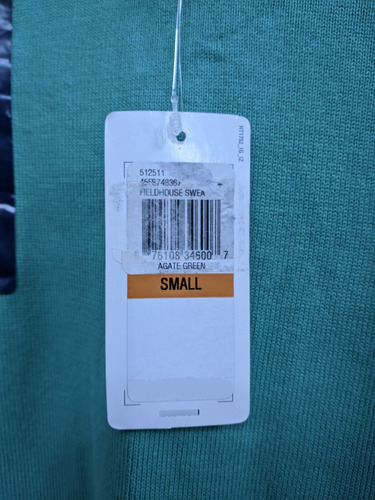 512511
FIELDHOUSE SWEA
76108 34600 7
AGATE GREEN
SMALL